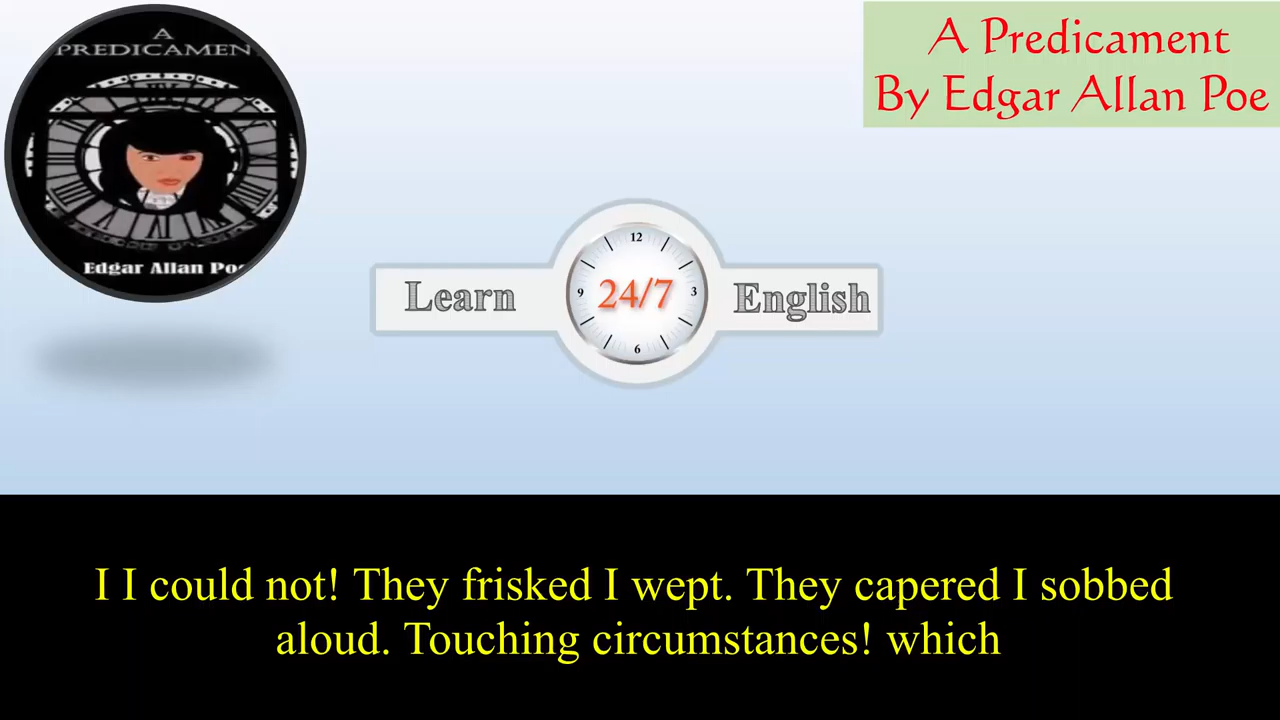 A
PREDICAMEN
Edgar Allan Poe
A Predicament
By Edgar Allan Poe
12
Learn 9 24/7 3 English
6
I I could not! They frisked I wept. They capered I sobbed
aloud. Touching circumstances! which